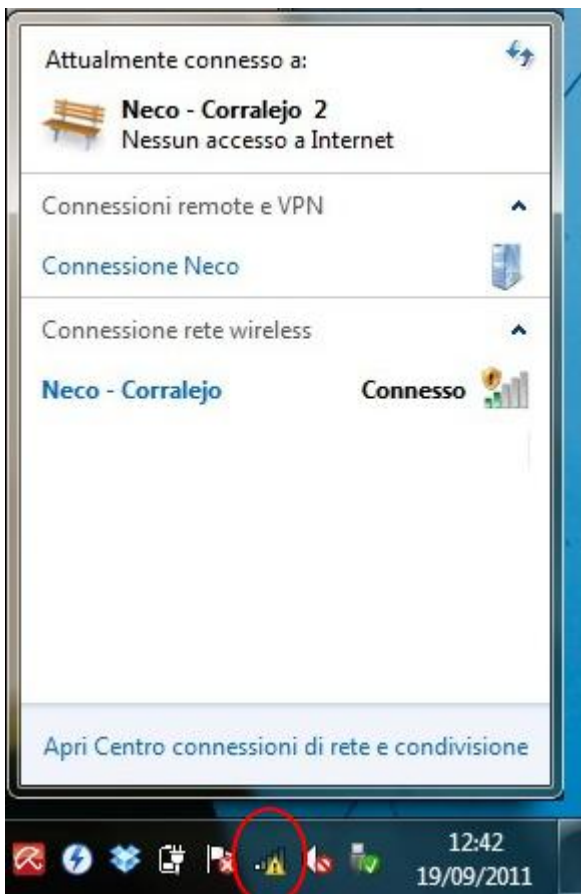 Attualmente connesso a:
Neco - Corralejo 2
Nessun accesso a Internet
Connessioni remote e VPN
Connessione Neco
Connessione rete wireless
Neco - Corralejo Connesso
Apri Centro connessioni di rete e condivisione
12:42
19/09/2011